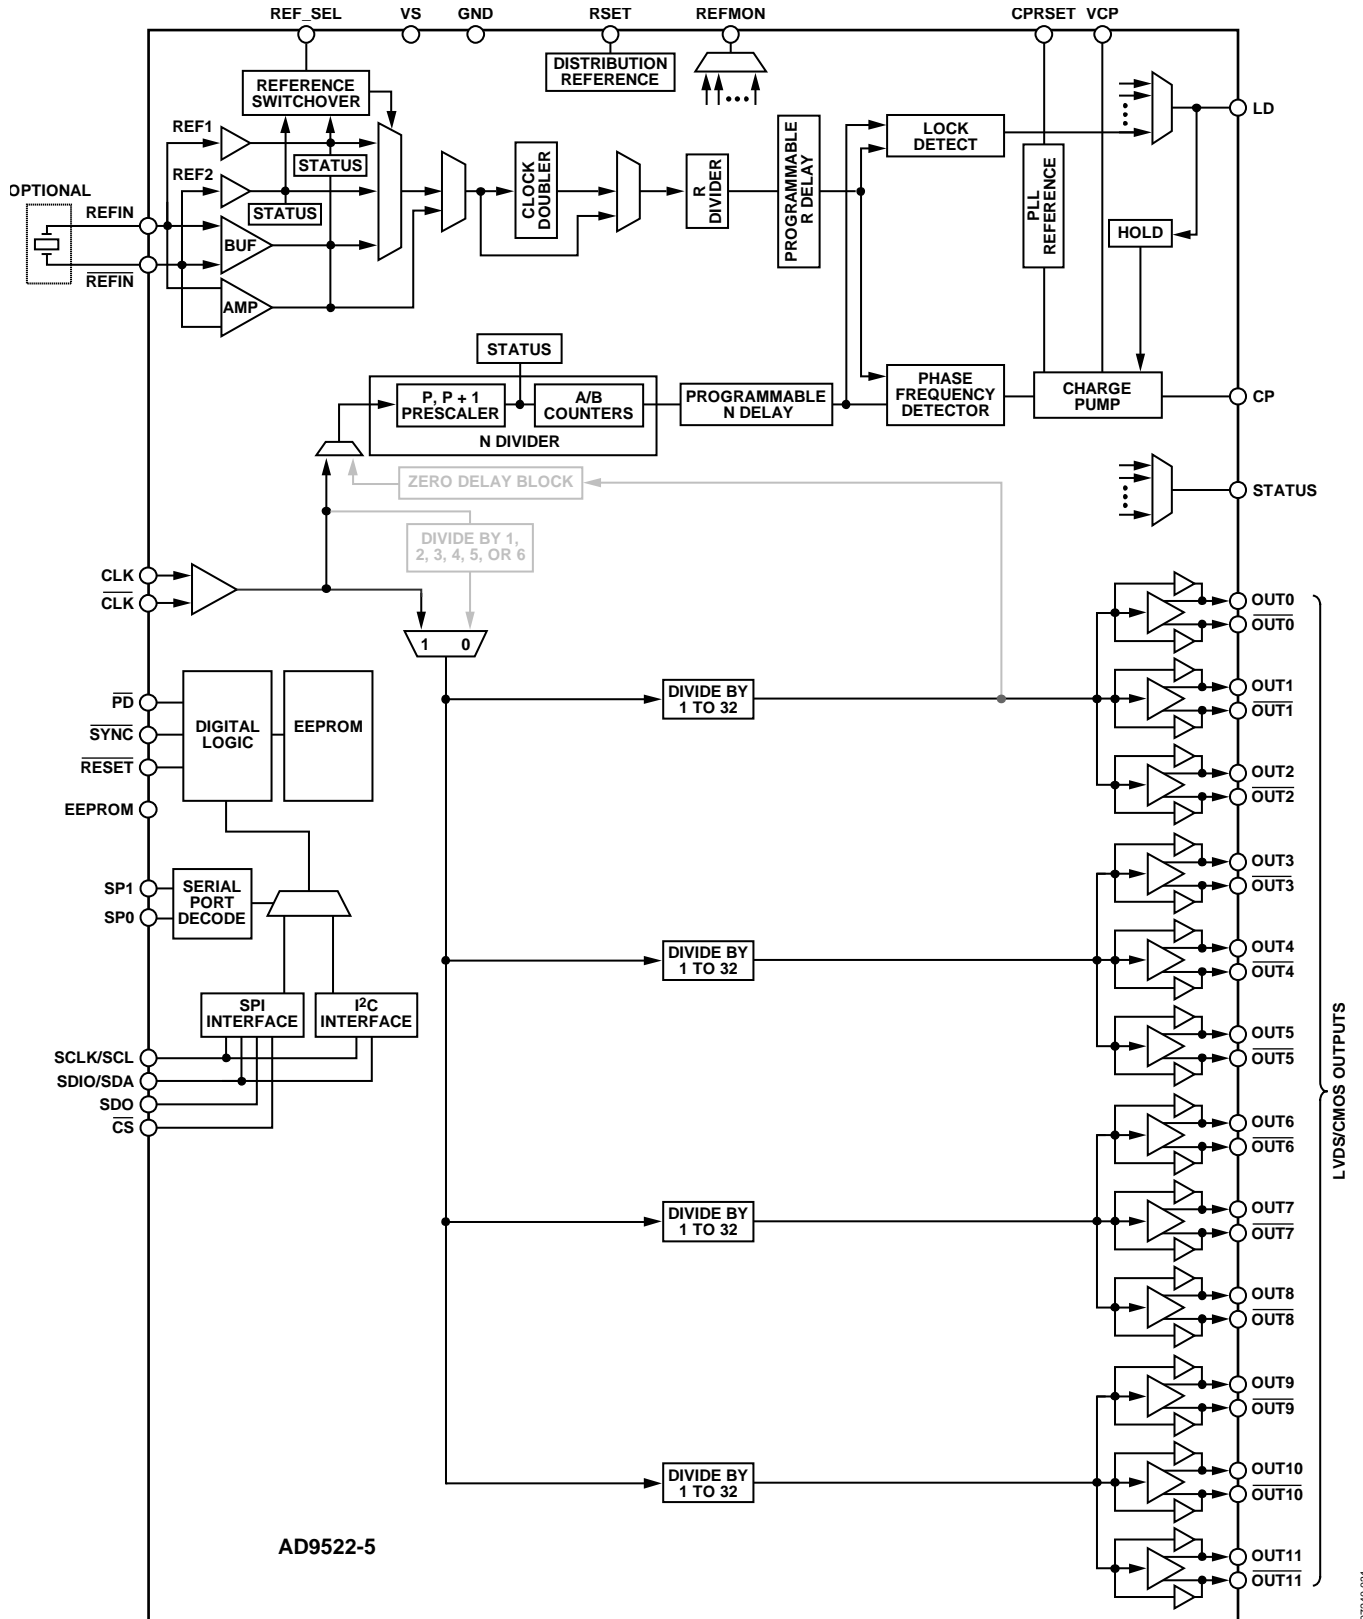 REF_SEL VS GND RSET REFMON CPRSET VCP
DISTRIBUTION
REFERENCE
REFERENCE
SWITCHOVER
REF1
STATUS
REF2
STATUS
OPTIONAL
REFIN
REFIN
BUF
AMP
CLOCK
DOUBLER
R
DIVIDER
PROGRAMMABLE
R DELAY
LOCK
DETECT
PLL
REFERENCE
HOLD
LD
STATUS
P, P + 1
PRESCALER
A/B
COUNTERS
N DIVIDER
PROGRAMMABLE
N DELAY
PHASE
FREQUENCY
DETECTOR
CHARGE
PUMP
CP
ZERO DELAY BLOCK
STATUS
DIVIDE BY 1,
2, 3, 4, 5, OR 6
CLK
CLK
1 0
PD
SYNC
RESET
EEPROM
DIGITAL
LOGIC
EEPROM
SP1
SP0
SERIAL
PORT
DECODE
SPI
INTERFACE
I2C
INTERFACE
SCLK/SCL
SDIO/SDA
SDO
CS
DIVIDE BY
1 TO 32
DIVIDE BY
1 TO 32
DIVIDE BY
1 TO 32
DIVIDE BY
1 TO 32
OUT0
OUT0
OUT1
OUT1
OUT2
OUT2
OUT3
OUT3
OUT4
OUT4
OUT5
OUT5
OUT6
OUT6
OUT7
OUT7
OUT8
OUT8
OUT9
OUT9
OUT10
OUT10
OUT11
OUT11
LVDS/CMOS OUTPUTS
AD9522-5